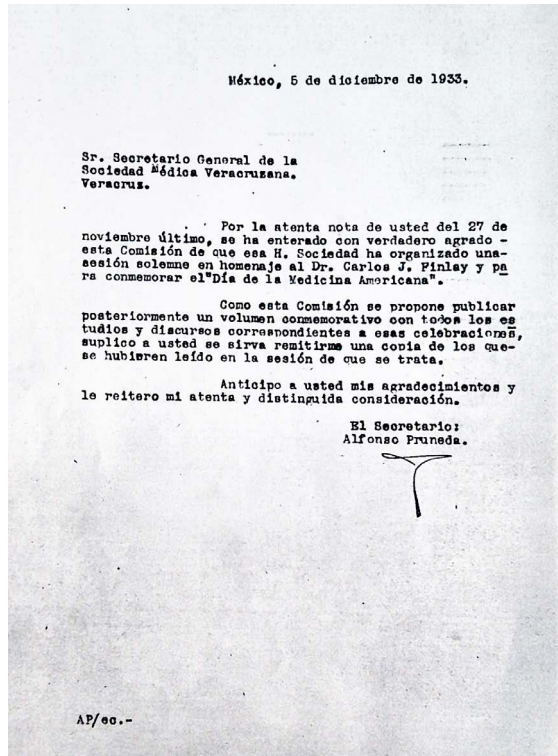 México, 5 de diciembre de 1933.
Sr. Secretario General de la
Sociedad Médica Veracruzana.
Veracruz.
Por la atenta nota de usted del 27 de
noviembre último, se ha enterado con verdadero agrado -
esta Comisión de que esa H. Sociedad ha organizado una-
sesión solemne en homenaje al Dr. Carlos J. Finlay y pa
ra conmemorar el"Día de la Medicina Americana".
Como esta Comisión se propone publicar
posteriormente un volumen conmemorativo con todos los es
tudios y discursos correspondientes a esas celebraciones,
suplico a usted se sirva remitirme una copia de los que-
se hubieren leído en la sesión de que se trata.
Anticipo a usted mis agradecimientos y
le reitero mi atenta y distinguida consideración.
El Secretario:
Alfonso Pruneda.
AP/ec.-